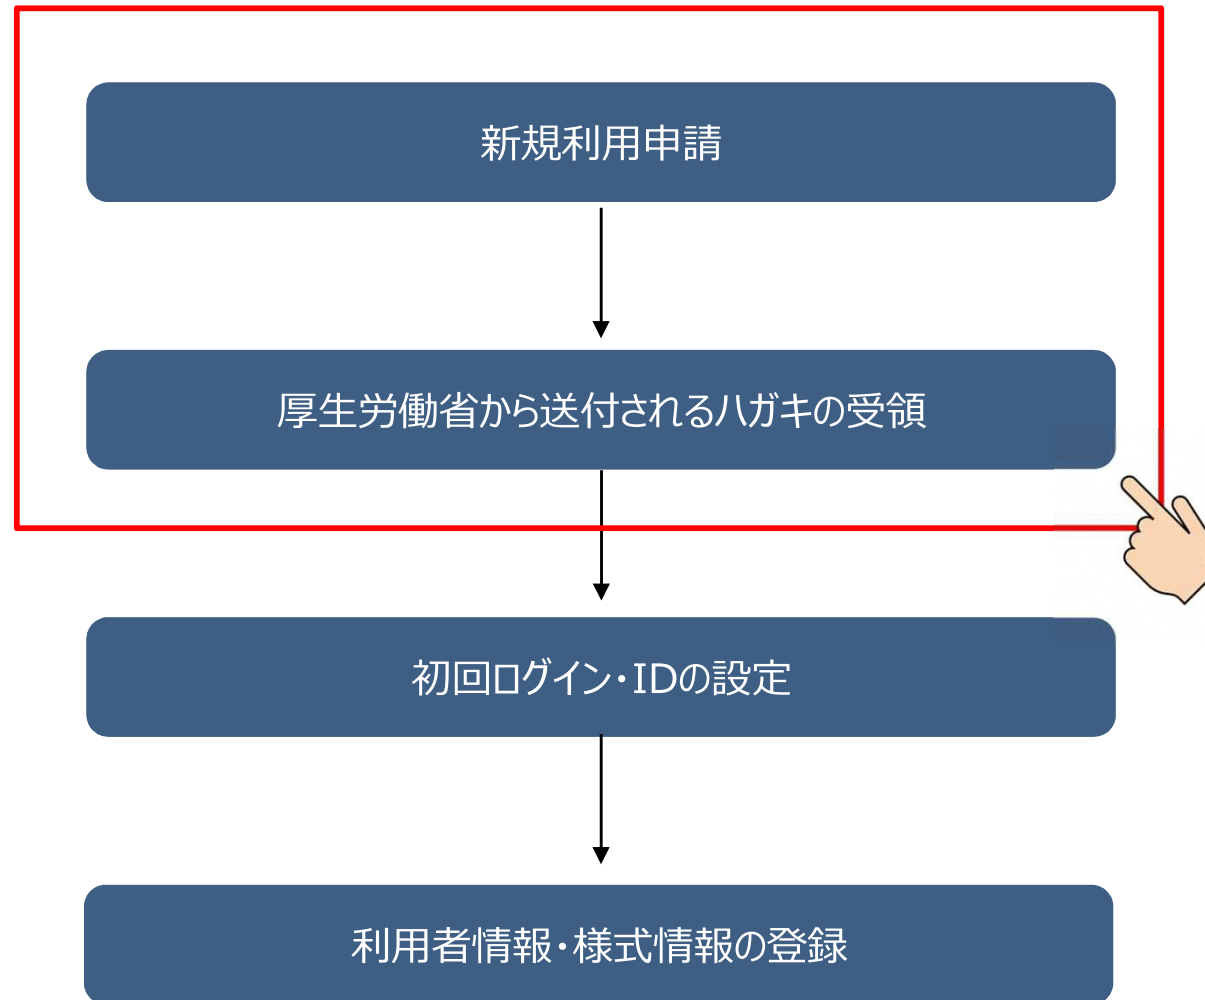 新規利用申請
厚生労働省から送付されるハガキの受領
初回ログイン・IDの設定
利用者情報・様式情報の登録